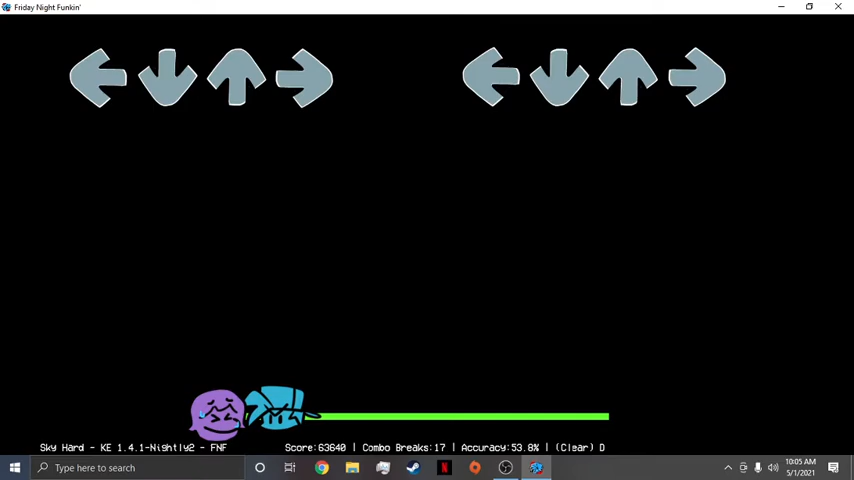 Friday Night Funkin'
Sky Hard - KE 1.4.1-Nightly2 - FNF
Score:63640 | Combo Breaks:17 | Accuracy:53.8% | (Clear) D
Type here to search
10:05 AM
5/1/2021